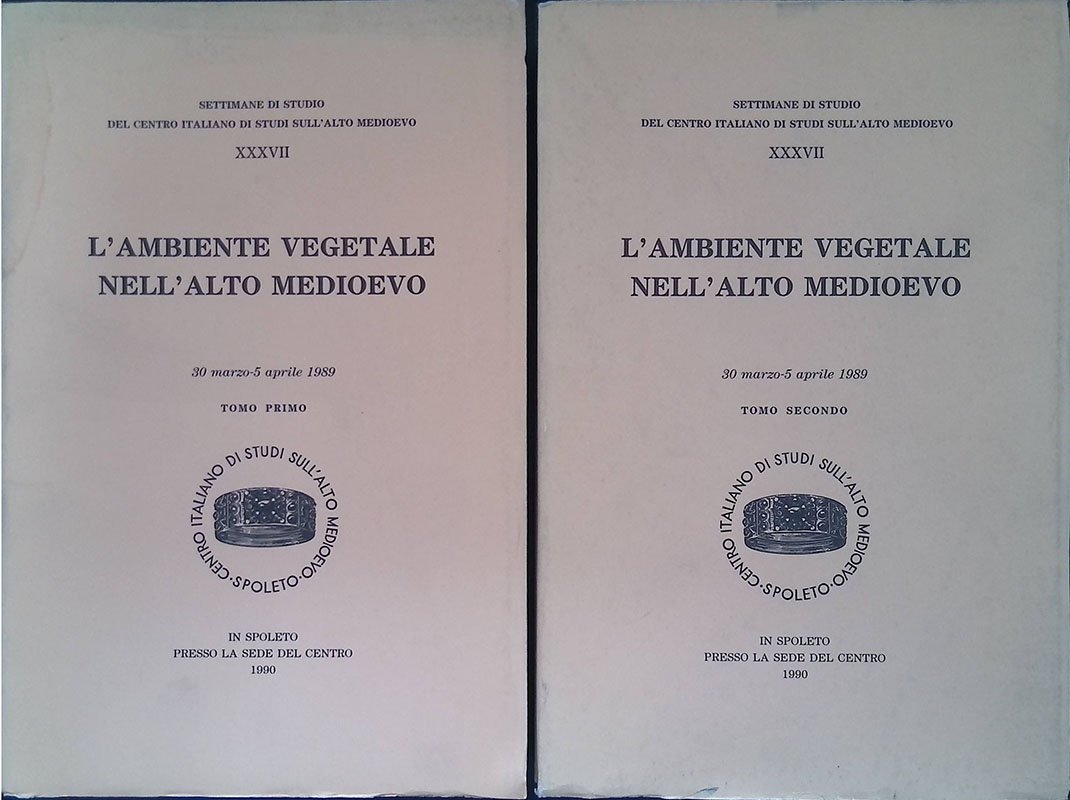 SETTIMANE DI STUDIO
DEL CENTRO ITALIANO DI STUDI SULL'ALTO MEDIOEVO
XXXVII
L'AMBIENTE VEGETALE
NELL'ALTO MEDIOEVO
30 marzo-5 aprile 1989
TOMO PRIMO
CENTRO ITALIANO DI STUDI SULL'ALTO MEDIOEVO · SPOLETO ·
IN SPOLETO
PRESSO LA SEDE DEL CENTRO
1990
SETTIMANE DI STUDIO
DEL CENTRO ITALIANO DI STUDI SULL'ALTO MEDIOEVO
XXXVII
L'AMBIENTE VEGETALE
NELL'ALTO MEDIOEVO
30 marzo-5 aprile 1989
TOMO SECONDO
CENTRO ITALIANO DI STUDI SULL'ALTO MEDIOEVO · SPOLETO ·
IN SPOLETO
PRESSO LA SEDE DEL CENTRO
1990